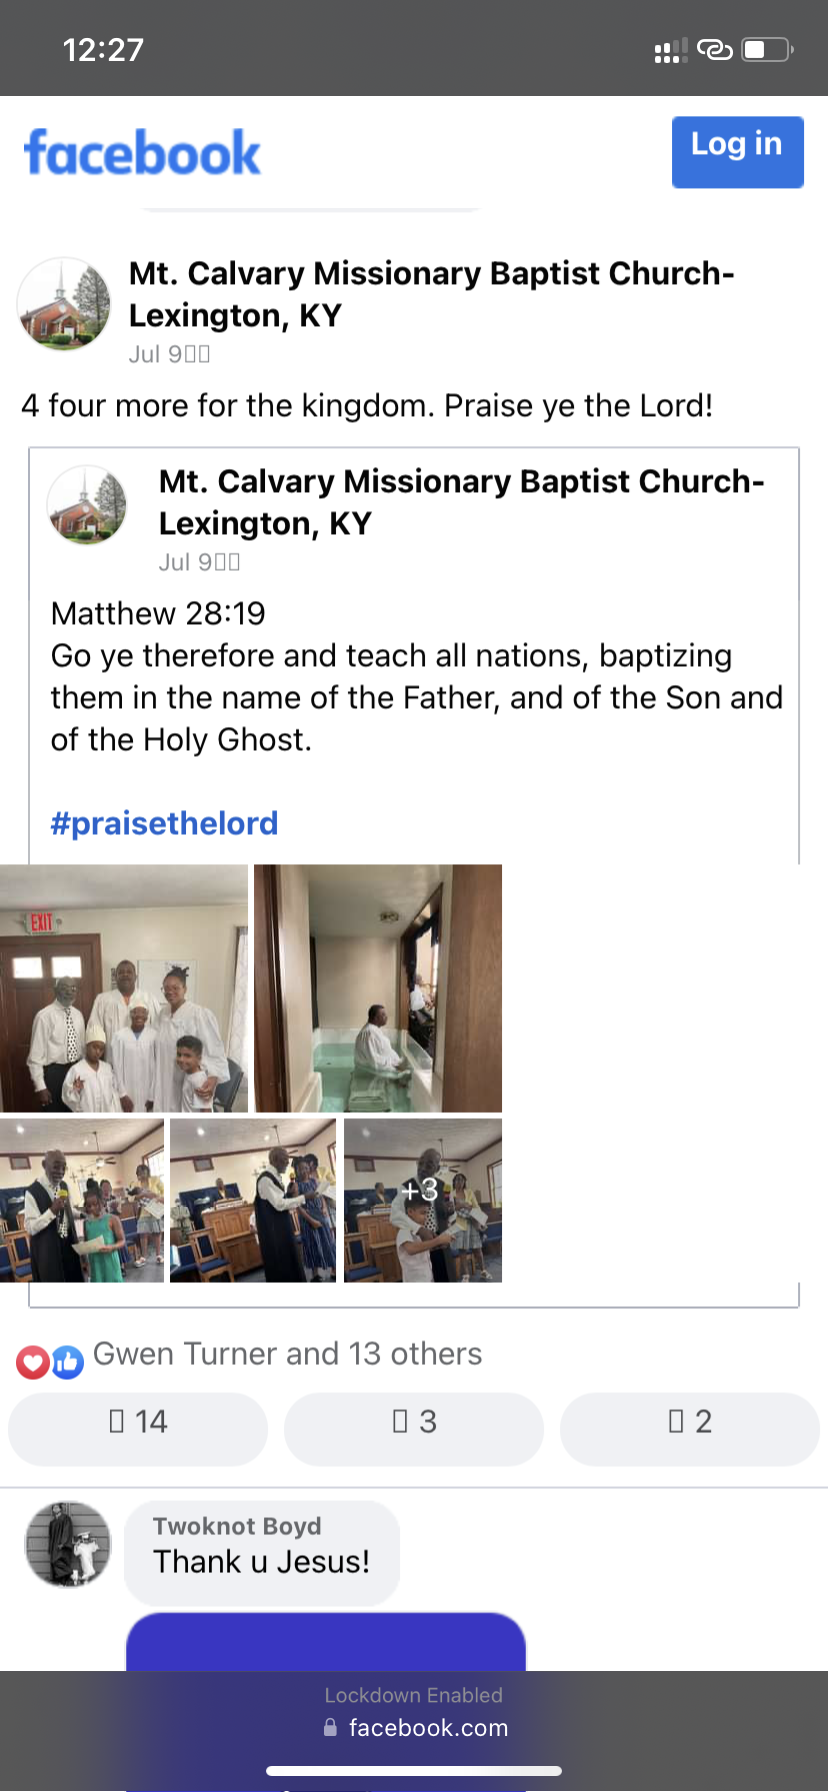 12:27
facebook
Log in
Mt. Calvary Missionary Baptist Church-
Lexington, KY
Jul 9
4 four more for the kingdom. Praise ye the Lord!
Mt. Calvary Missionary Baptist Church-
Lexington, KY
Jul 9
Matthew 28:19
Go ye therefore and teach all nations, baptizing
them in the name of the Father, and of the Son and
of the Holy Ghost.
#praisethelord
EXIT
+3
Gwen Turner and 13 others
14
3
2
Twoknot Boyd
Thank u Jesus!
Lockdown Enabled
facebook.com